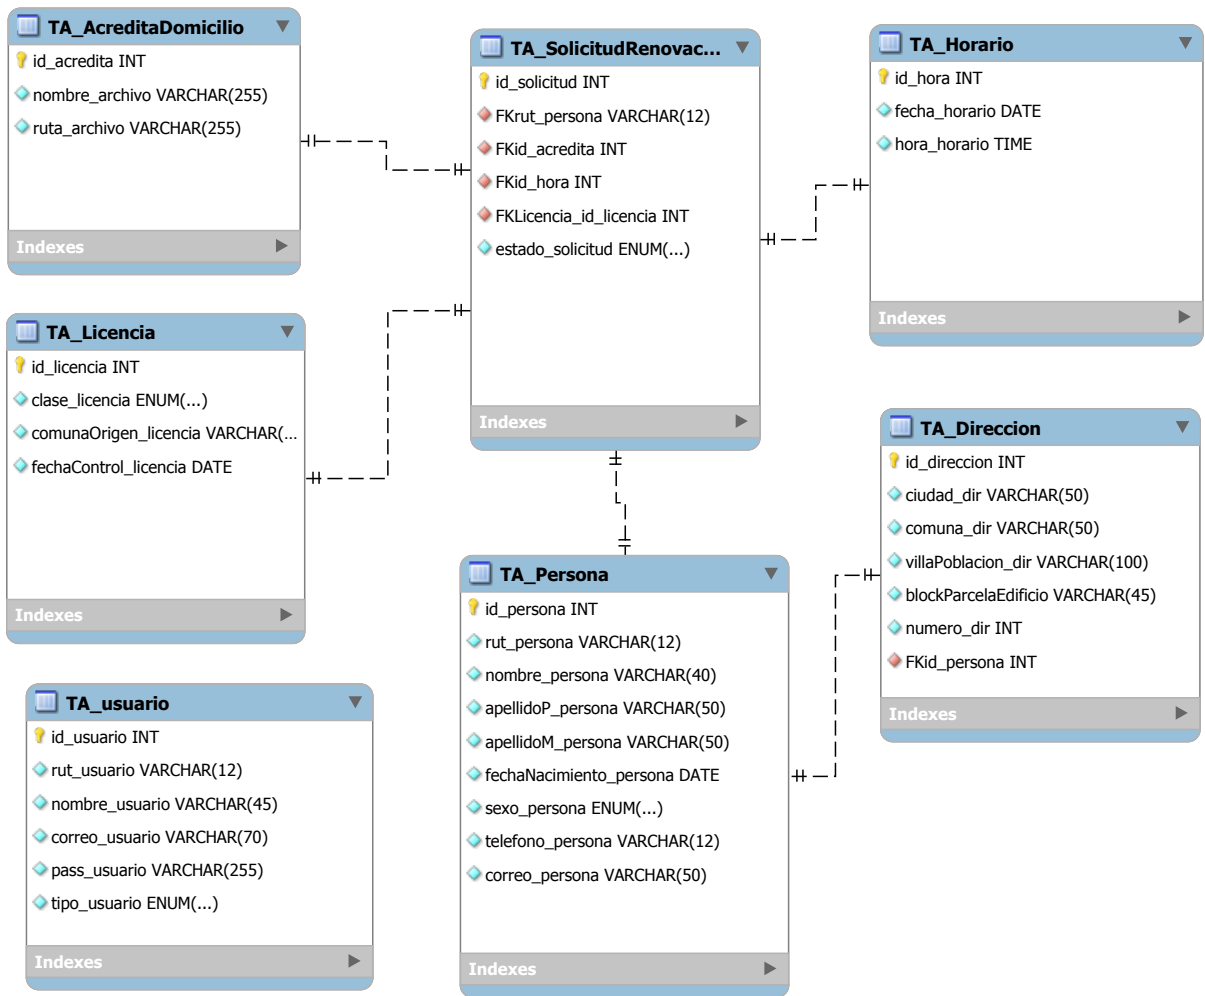 TA_AcreditaDomicilio
id_acredita INT
nombre_archivo VARCHAR(255)
ruta_archivo VARCHAR(255)
Indexes
TA_SolicitudRenovac...
id_solicitud INT
FKrut_persona VARCHAR(12)
FKid_acredita INT
FKid_hora INT
FKLicencia_id_licencia INT
estado_solicitud ENUM(...)
Indexes
TA_Horario
id_hora INT
fecha_horario DATE
hora_horario TIME
Indexes
TA_Licencia
id_licencia INT
clase_licencia ENUM(...)
comunaOrigen_licencia VARCHAR(...
fechaControl_licencia DATE
Indexes
TA_Direccion
id_direccion INT
ciudad_dir VARCHAR(50)
comuna_dir VARCHAR(50)
villaPoblacion_dir VARCHAR(100)
blockParcelaEdificio VARCHAR(45)
numero_dir INT
FKid_persona INT
Indexes
TA_Persona
id_persona INT
rut_persona VARCHAR(12)
nombre_persona VARCHAR(40)
apellidoP_persona VARCHAR(50)
apellidoM_persona VARCHAR(50)
fechaNacimiento_persona DATE
sexo_persona ENUM(...)
telefono_persona VARCHAR(12)
correo_persona VARCHAR(50)
Indexes
TA_usuario
id_usuario INT
rut_usuario VARCHAR(12)
nombre_usuario VARCHAR(45)
correo_usuario VARCHAR(70)
pass_usuario VARCHAR(255)
tipo_usuario ENUM(...)
Indexes